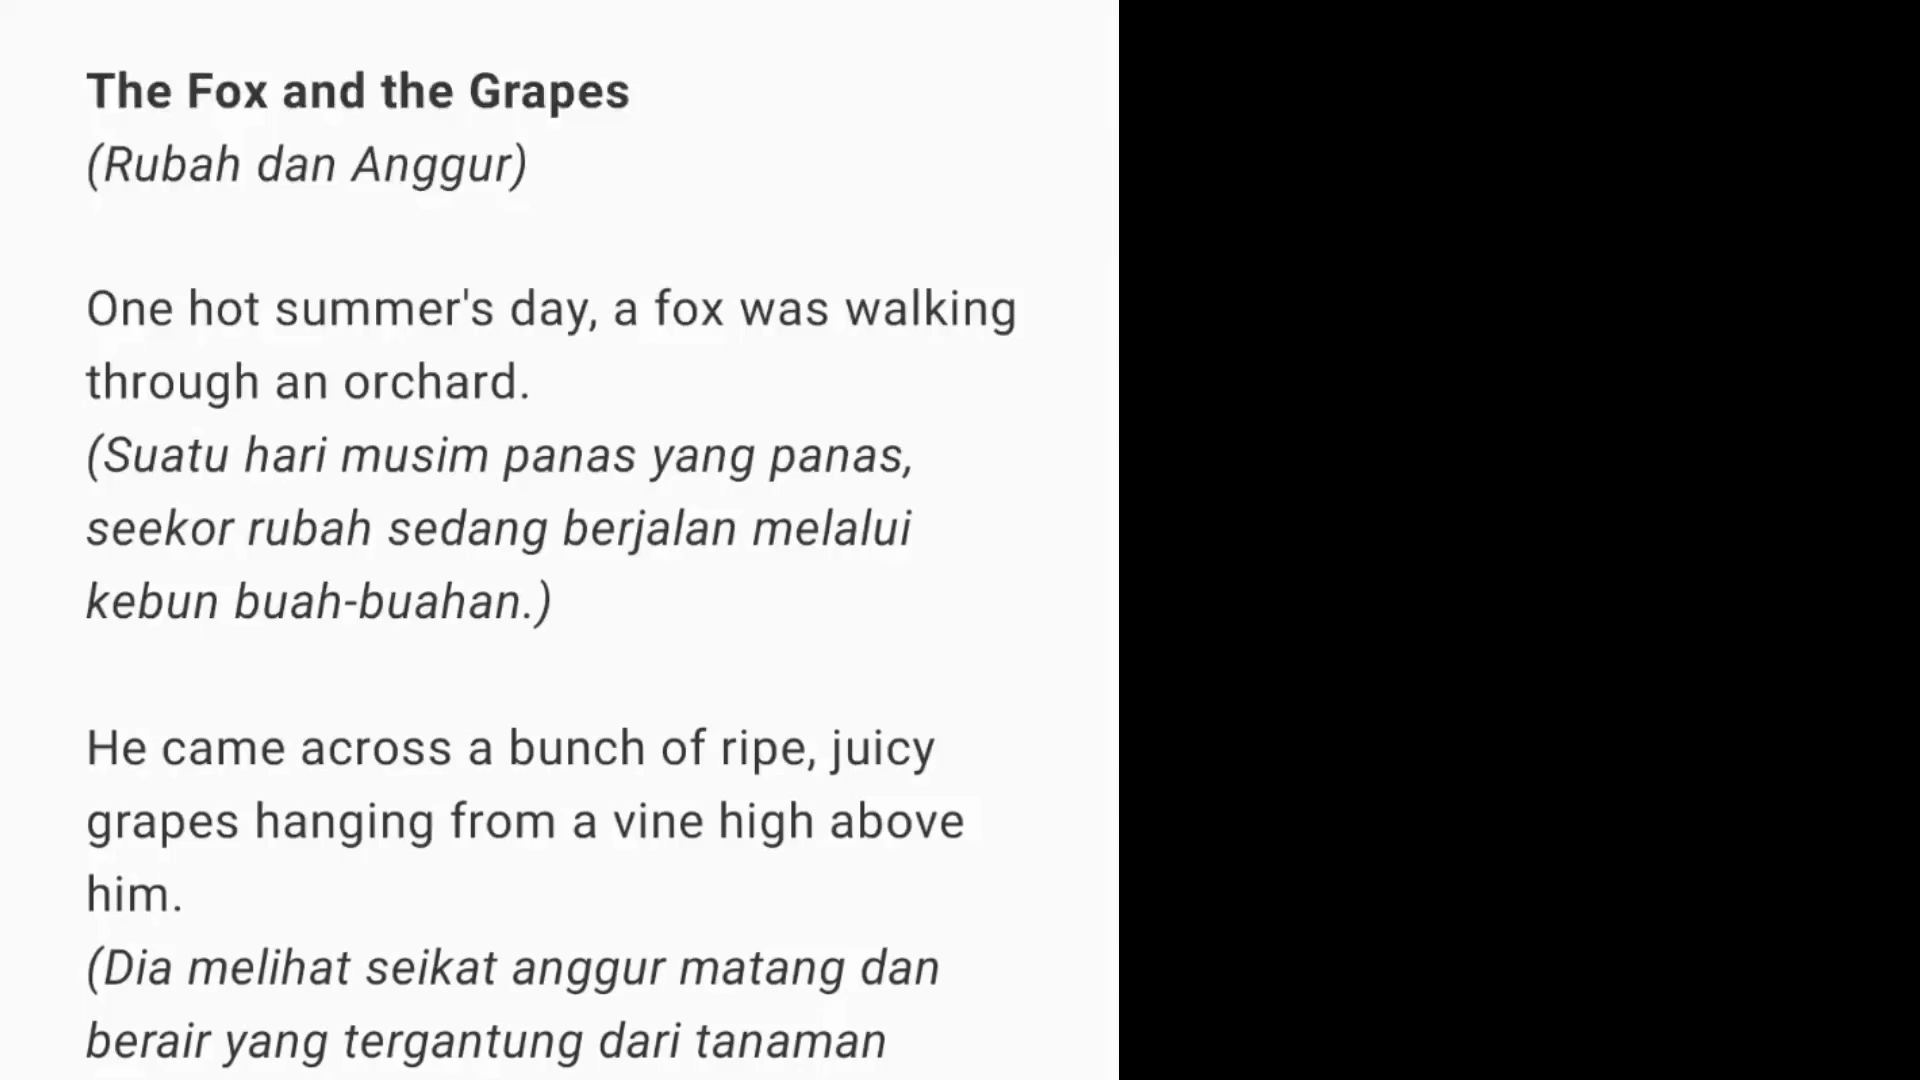 The Fox and the Grapes
(Rubah dan Anggur)
One hot summer's day, a fox was walking
through an orchard.
(Suatu hari musim panas yang panas,
seekor rubah sedang berjalan melalui
kebun buah-buahan.)
He came across a bunch of ripe, juicy
grapes hanging from a vine high above
him.
(Dia melihat seikat anggur matang dan
berair yang tergantung dari tanaman